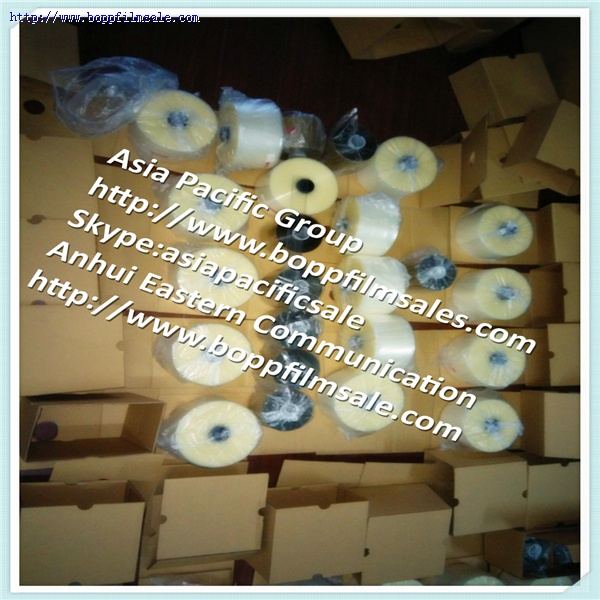 http://www.boppfilmsale.com
Asia Pacific Group
http://www.boppfilmsales.com
Skype:asiapacificsale
Anhui Eastern Communication
http://www.boppfilmsale.com